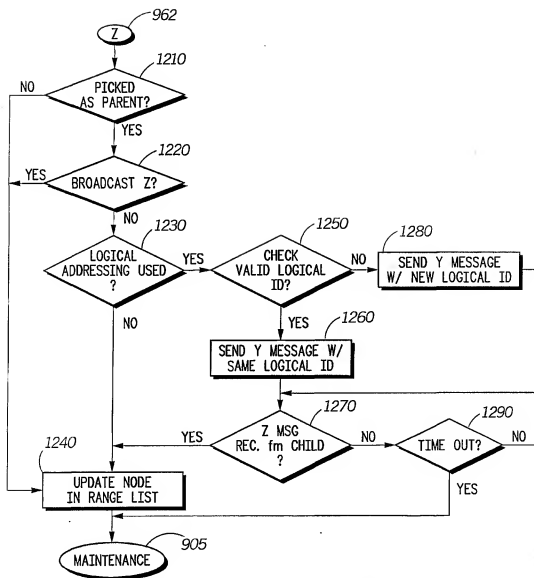 962
Z
1210
NO
PICKED
AS PARENT?
YES
1220
YES
BROADCAST Z?
NO
1230
1250
1280
LOGICAL
ADDRESSING USED
?
YES
CHECK
VALID LOGICAL
ID?
NO
SEND Y MESSAGE
W/ NEW LOGICAL ID
NO
YES
1260
SEND Y MESSAGE W/
SAME LOGICAL ID
1270
1290
YES
Z MSG
REC. fm CHILD
?
NO
TIME OUT?
NO
1240
UPDATE NODE
IN RANGE LIST
YES
MAINTENANCE
905